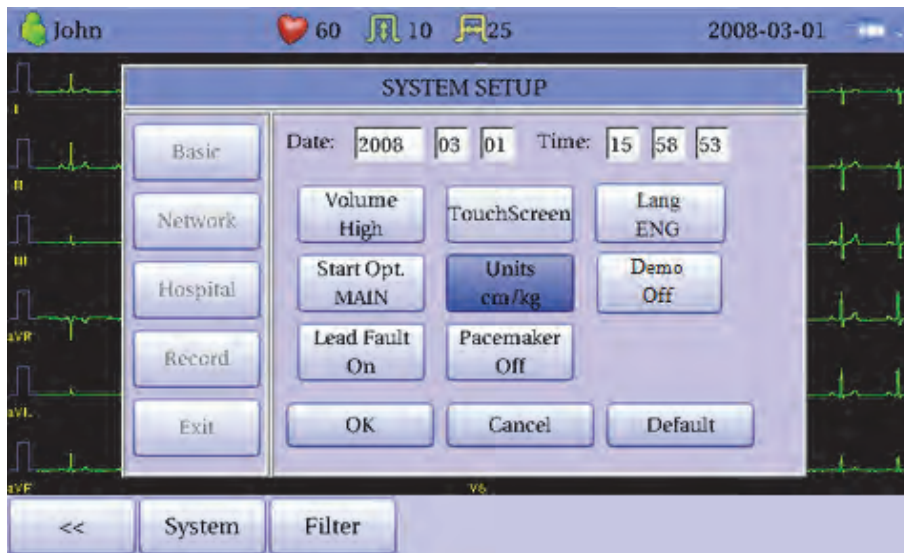 John 60 10 25 2008-03-01
SYSTEM SETUP
Basic
Network
Hospital
Record
Exit
Date: 2008 03 01 Time: 15 58 53
Volume
High
TouchScreen
Lang
ENG
Start Opt.
MAIN
Units
cm/kg
Demo
Off
Lead Fault
On
Pacemaker
Off
OK
Cancel
Default
I
II
III
aVR
aVL
aVF
V6
<<
System
Filter